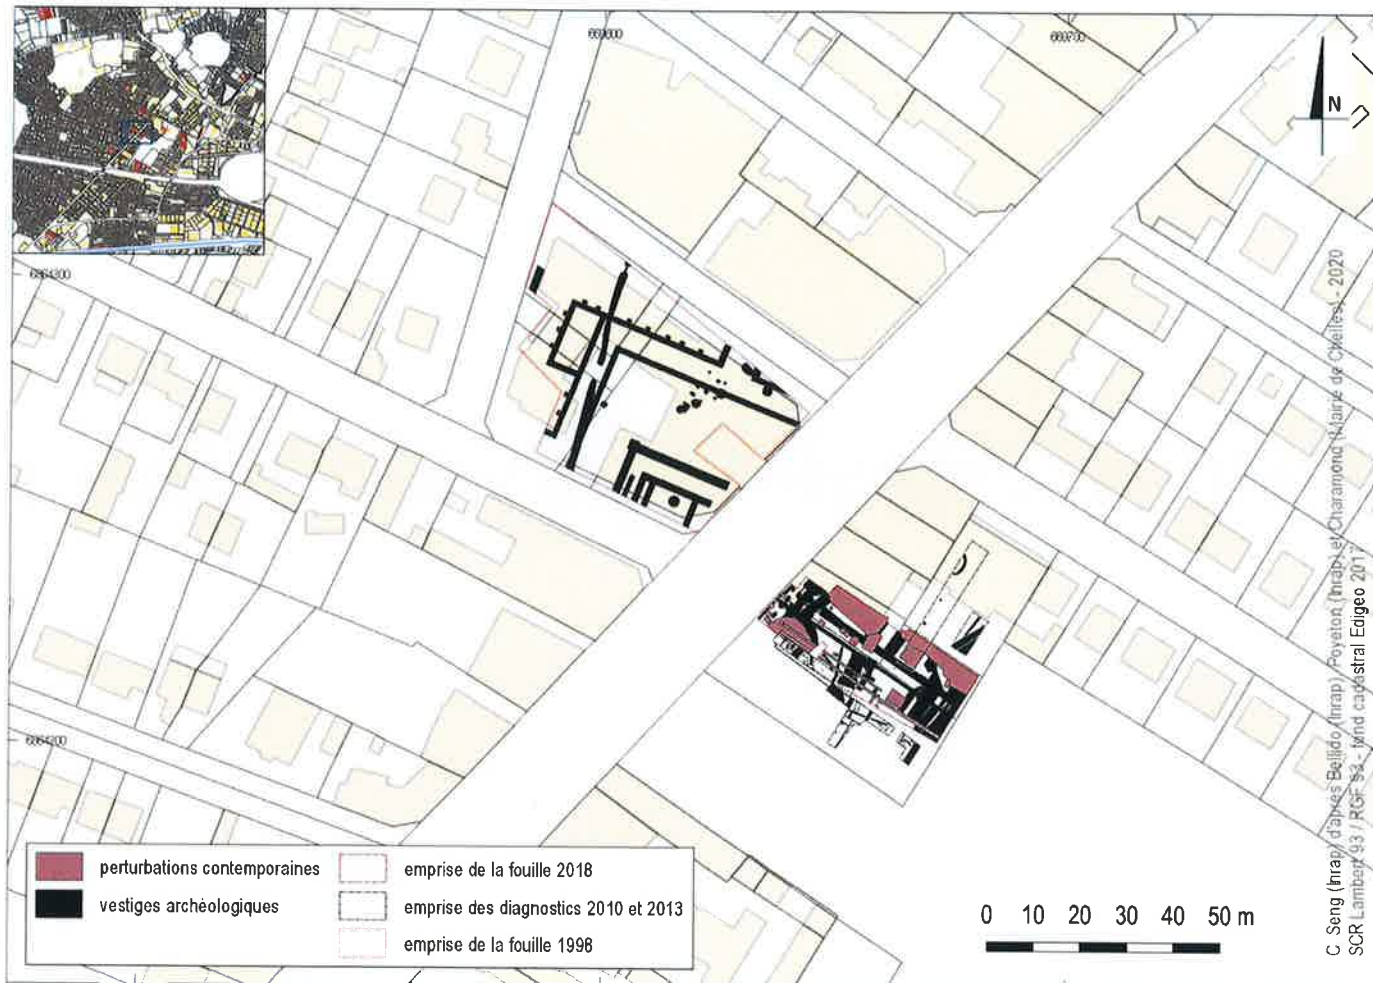 N
perturbations contemporaines
vestiges archéologiques
emprise de la fouille 2018
emprise des diagnostics 2010 et 2013
emprise de la fouille 1998
0 10 20 30 40 50 m
C. Seng (Inrap) d'après Bellido (Inrap), Poyeton (Inrap) et Charamond (Mairie de Chelles) - 2020
SCR Lambert 93 / RGF 93 - fond cadastral Edigeo 2017